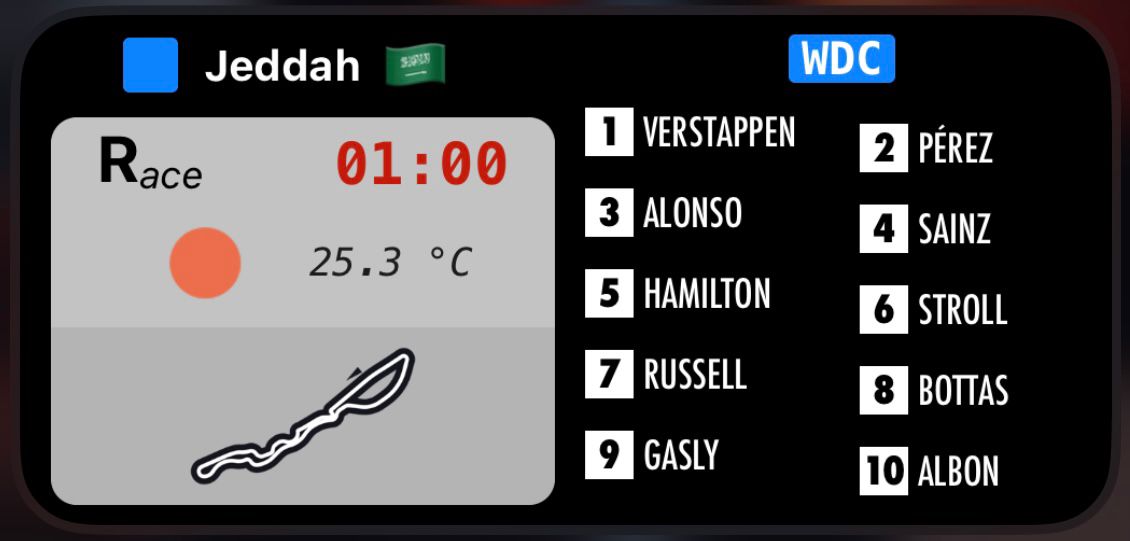 Jeddah
Race 01:00
25.3 °C
WDC
1 VERSTAPPEN
2 PÉREZ
3 ALONSO
4 SAINZ
5 HAMILTON
6 STROLL
7 RUSSELL
8 BOTTAS
9 GASLY
10 ALBON